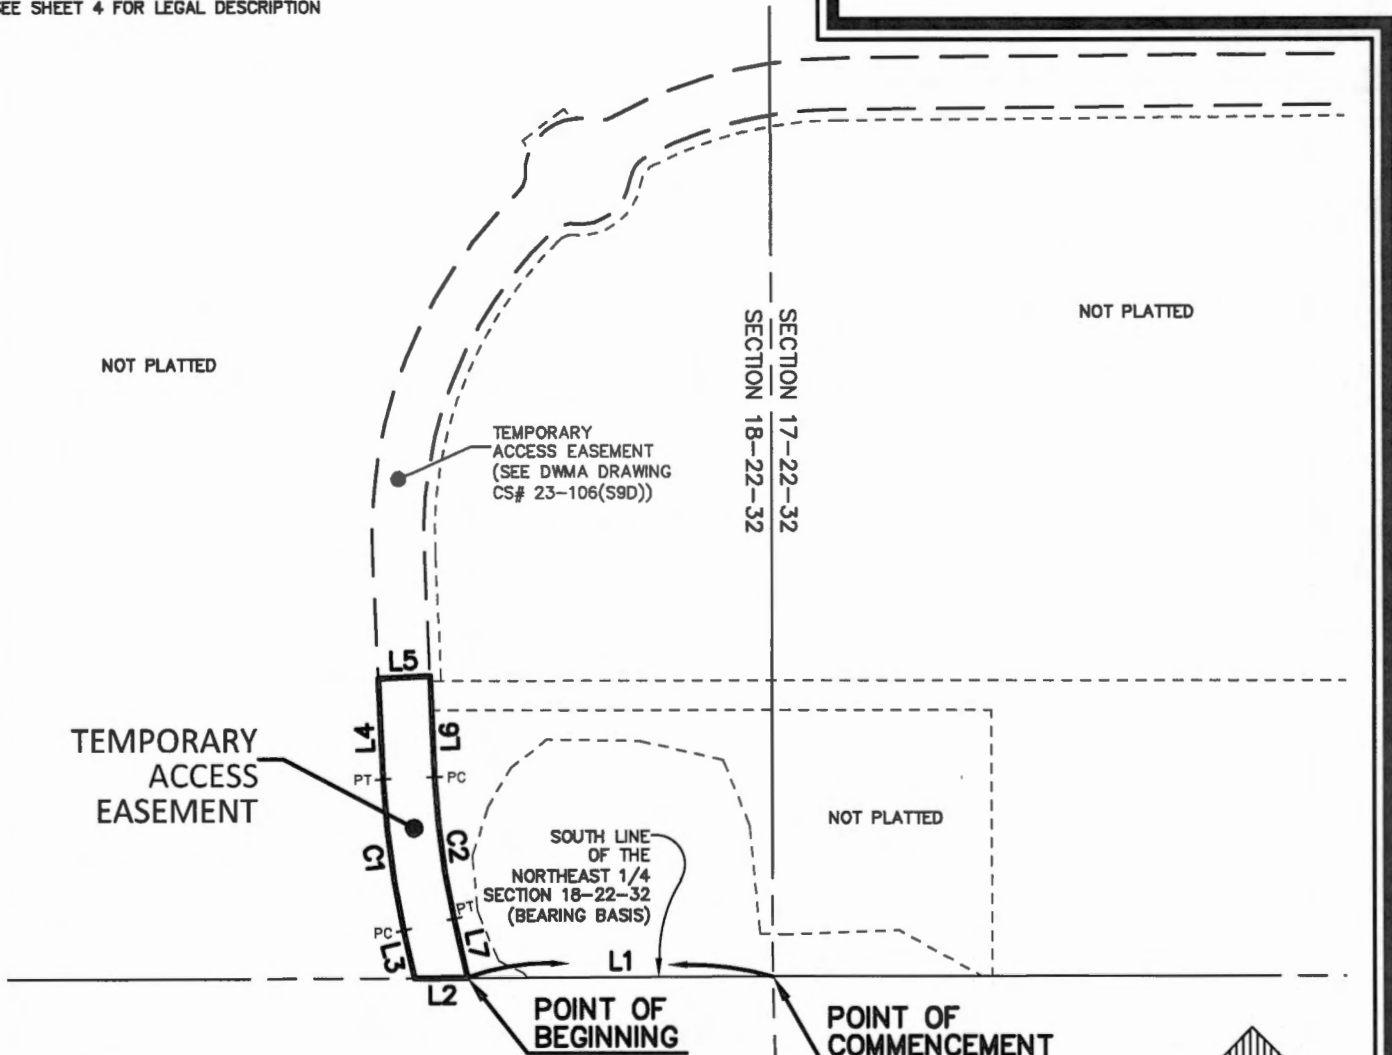 SEE SHEET 4 FOR LEGAL DESCRIPTION
NOT PLATTED
NOT PLATTED
SECTION 17-22-32
SECTION 18-22-32
TEMPORARY
ACCESS EASEMENT
(SEE DWMA DRAWING
CS# 23-106(S9D))
L5
L4
L6
TEMPORARY
ACCESS
EASEMENT
PT
PC
NOT PLATTED
C1
C2
SOUTH LINE
OF THE
NORTHEAST 1/4
SECTION 18-22-32
(BEARING BASIS)
PT
PC
L3
L7
L1
L2
POINT OF
BEGINNING
POINT OF
COMMENCEMENT